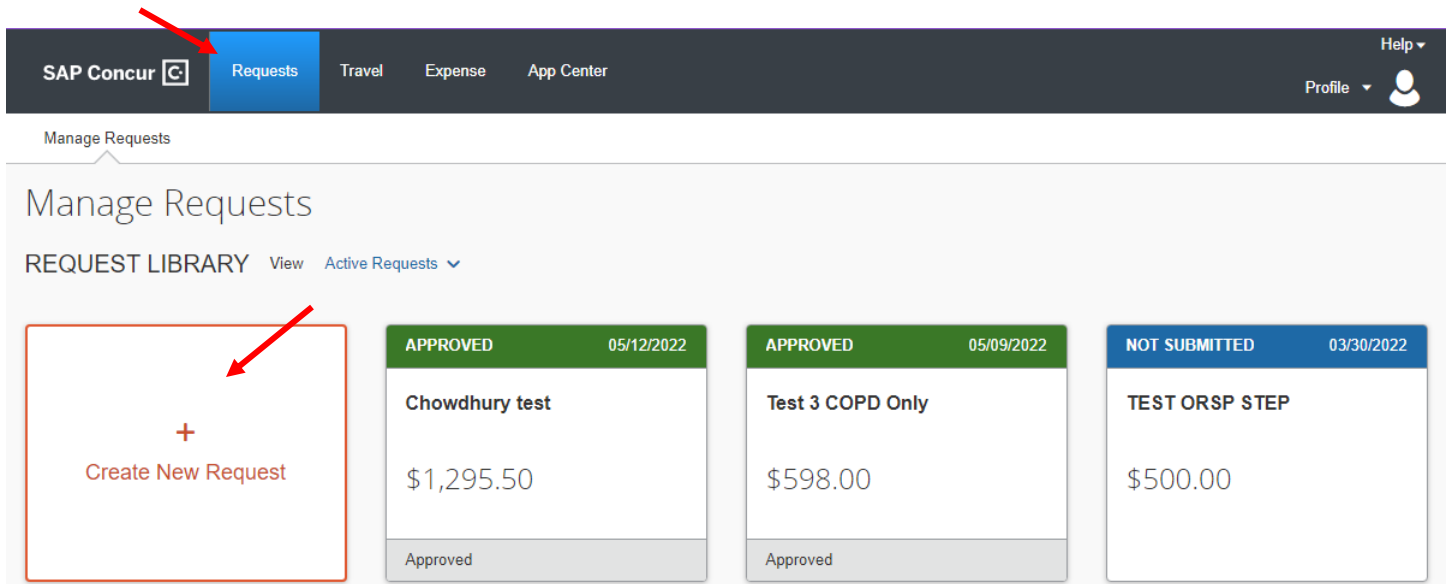 Help
SAP Concur C Requests Travel Expense App Center
Profile
Manage Requests
Manage Requests
REQUEST LIBRARY View Active Requests
+
Create New Request
APPROVED 05/12/2022
Chowdhury test
$1,295.50
Approved
APPROVED 05/09/2022
Test 3 COPD Only
$598.00
Approved
NOT SUBMITTED 03/30/2022
TEST ORSP STEP
$500.00